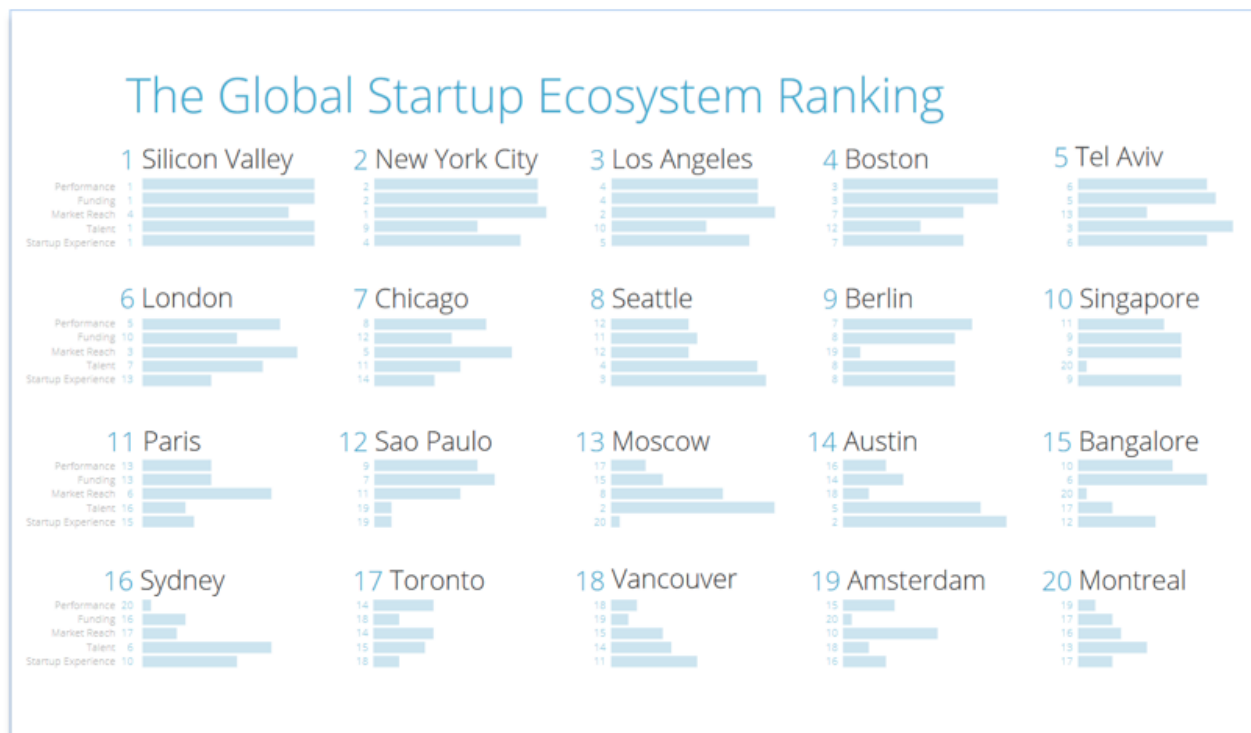 The Global Startup Ecosystem Ranking
1 Silicon Valley
Performance 1
Funding 1
Market Reach 4
Talent 1
Startup Experience 1
2 New York City
2
2
1
9
4
3 Los Angeles
4
4
2
10
5
4 Boston
3
3
7
12
7
5 Tel Aviv
6
5
13
3
6
6 London
Performance 5
Funding 10
Market Reach 3
Talent 7
Startup Experience 13
7 Chicago
8
12
5
11
14
8 Seattle
12
11
12
4
3
9 Berlin
7
8
19
8
8
10 Singapore
11
9
9
20
9
11 Paris
Performance 13
Funding 13
Market Reach 6
Talent 16
Startup Experience 15
12 Sao Paulo
9
7
11
19
19
13 Moscow
17
15
8
2
20
14 Austin
16
14
18
5
2
15 Bangalore
10
6
20
17
12
16 Sydney
Performance 20
Funding 16
Market Reach 17
Talent 6
Startup Experience 10
17 Toronto
14
18
14
15
18
18 Vancouver
18
19
15
14
11
19 Amsterdam
15
20
10
18
16
20 Montreal
19
17
16
13
17